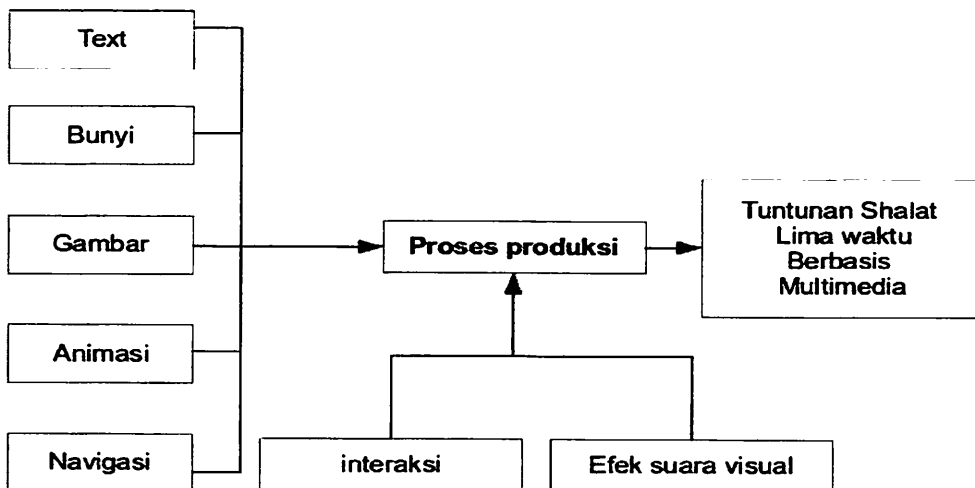 Text
Bunyi
Gambar
Animasi
Navigasi
Proses produksi
interaksi
Efek suara visual
Tuntunan Shalat
Lima waktu
Berbasis
Multimedia